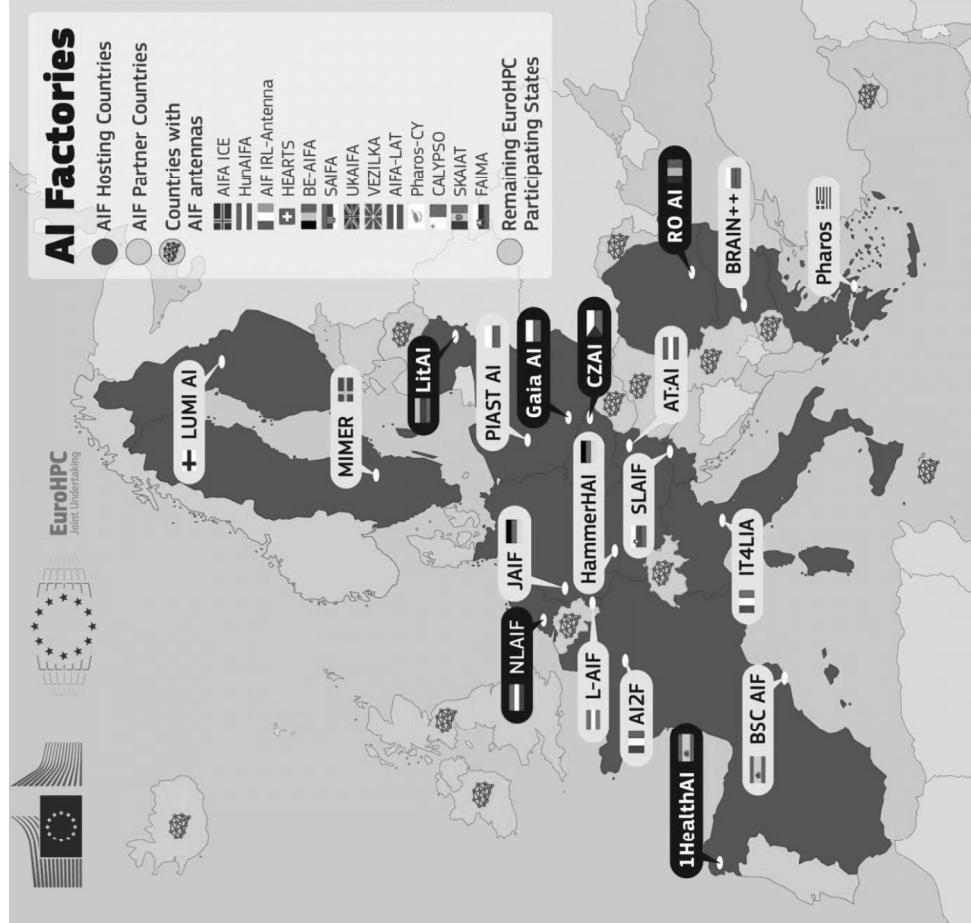 EuroHPC
Joint Undertaking
AI Factories
AIF Hosting Countries
AIF Partner Countries
Countries with
AIF antennas
AIFA ICE
HunAIFA
AIF IRL-Antenna
HEARTS
BE-AIFA
SAIFA
UKAIFA
VEZILKA
AIFA-LAT
Pharos-CY
CALYPSO
SKAIAT
FAIMA
Remaining EuroHPC
Participating States
LUMI AI
MIMER
LitAI
PIAST AI
Gaia AI
CZAI
JAIF
NLAIF
HammerHAI
L-AIF
AI2F
SLAIF
AT:AI
RO AI
BRAIN++
Pharos
IT4LIA
BSC AIF
1HealthAI